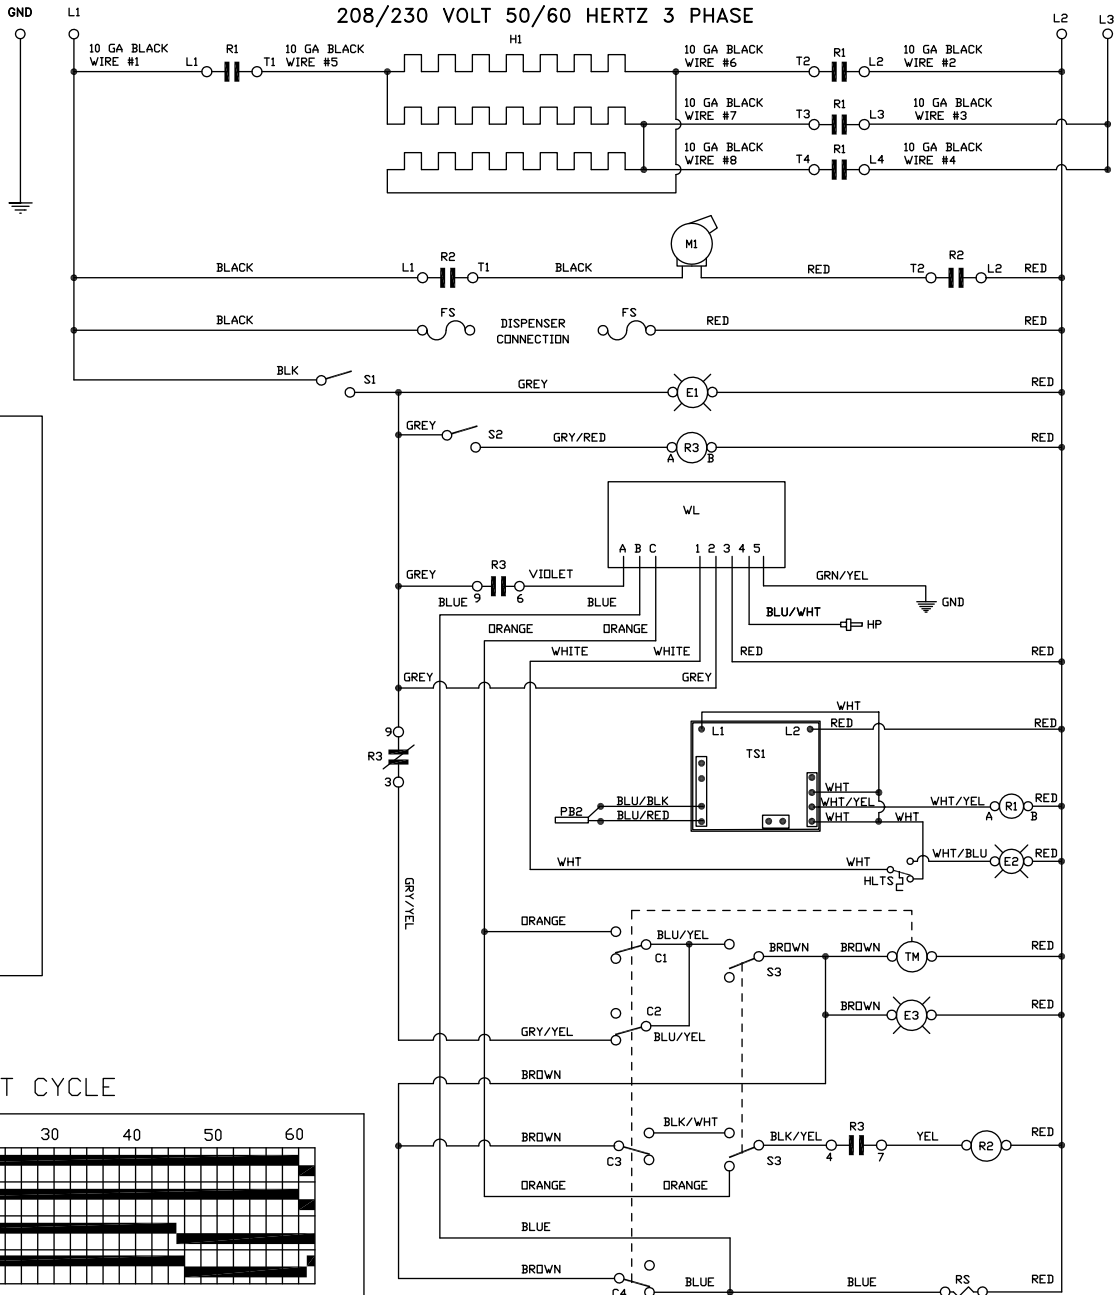 208/230 VOLT 50/60 HERTZ 3 PHASE
GND L1 L2 L3
H1
10 GA BLACK WIRE #1 L1 R1 T1 10 GA BLACK WIRE #5 10 GA BLACK WIRE #6 T2 R1 L2 10 GA BLACK WIRE #2
10 GA BLACK WIRE #7 T3 R1 L3 10 GA BLACK WIRE #3
10 GA BLACK WIRE #8 T4 R1 L4 10 GA BLACK WIRE #4
M1
BLACK L1 R2 T1 BLACK RED T2 R2 L2 RED
BLACK FS DISPENSER CONNECTION FS RED RED
BLK S1 GREY E1 RED
GREY S2 GRY/RED A R3 B RED
WL
A B C 1 2 3 4 5
GREY 9 R3 6 VIOLET GRN/YEL GND
BLUE BLUE BLU/WHT HP
ORANGE ORANGE
WHITE WHITE RED RED
GREY GREY
WHT
L1 L2 RED RED
TS1
9 R3 3
WHT
PB2 BLU/BLK WHT/YEL WHT/YEL A R1 B RED
BLU/RED WHT WHT
WHT WHT HLTS WHT/BLU E2 RED
GRY/YEL
ORANGE C1 BLU/YEL S3 BROWN BROWN TM RED
C2 BROWN E3 RED
GRY/YEL BLU/YEL
BROWN
BLK/WHT
BROWN C3 S3 BLK/YEL 4 R3 7 YEL R2 RED
ORANGE ORANGE
BLUE
BROWN C4 BLUE BLUE RS RED
T CYCLE
30 40 50 60